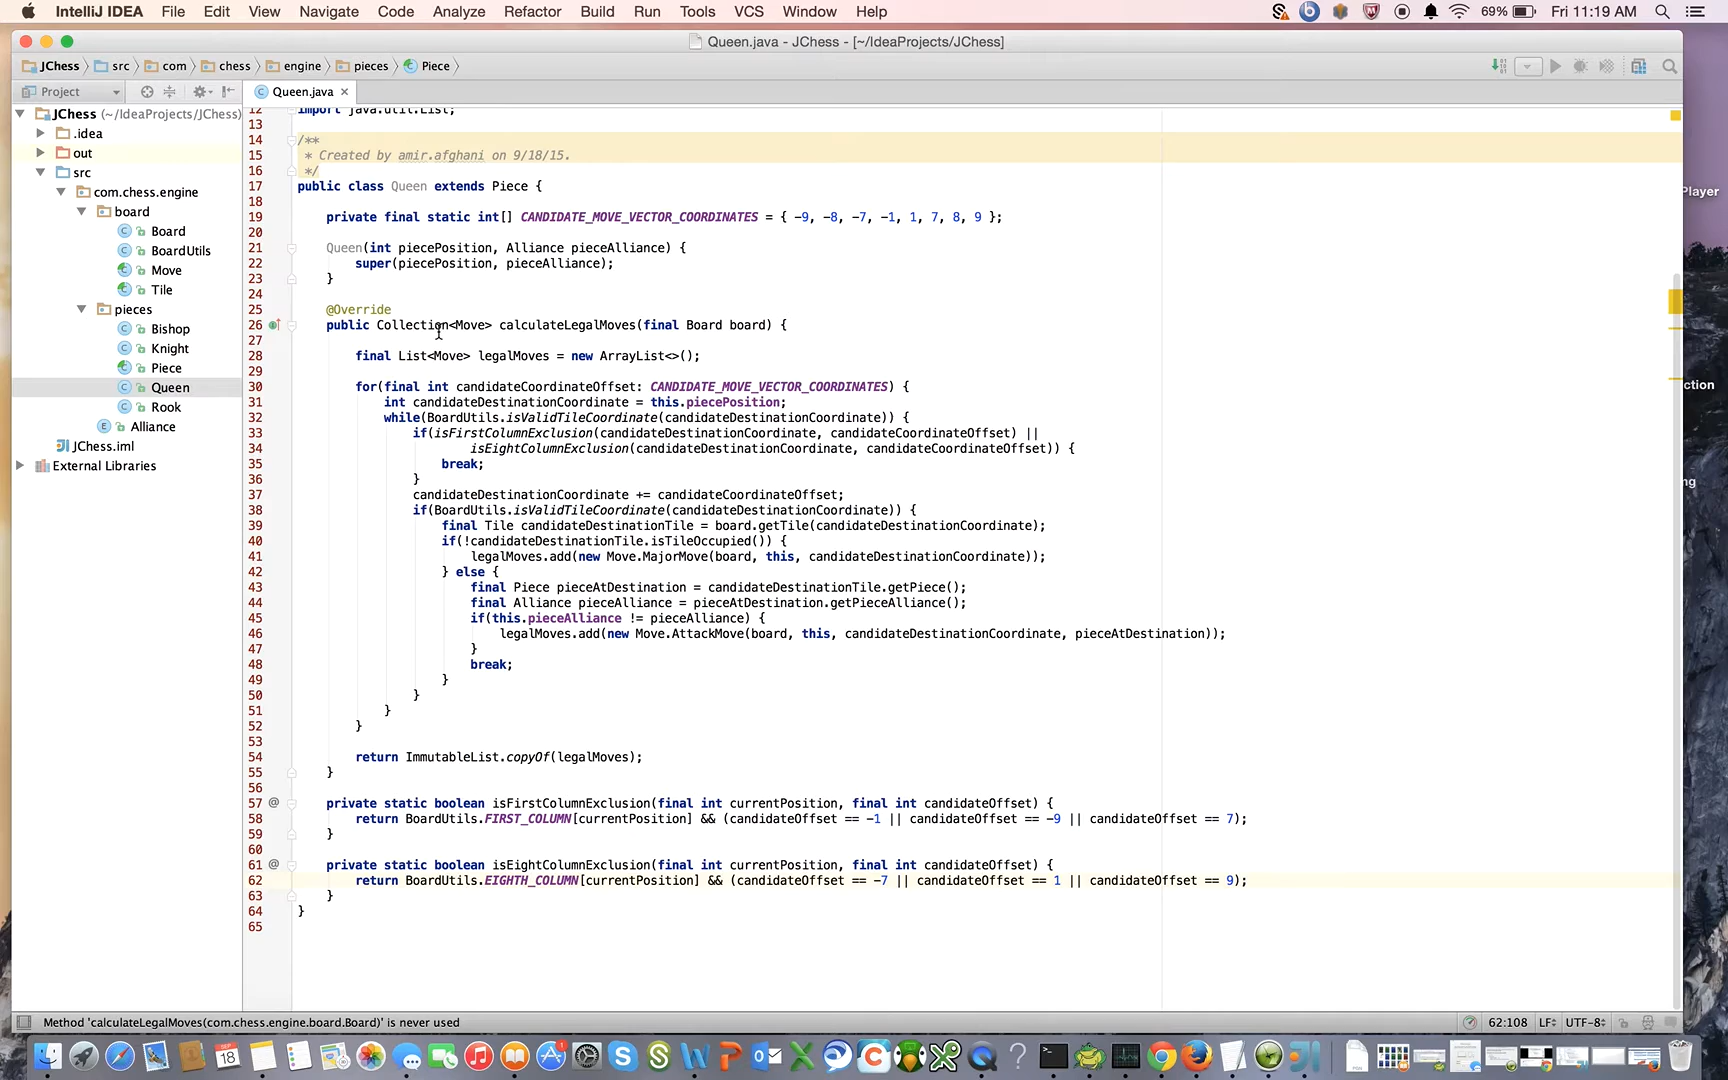 IntelliJ IDEA File Edit View Navigate Code Analyze Refactor Build Run Tools VCS Window Help 69% Fri 11:19 AM
Queen.java - JChess - [~/IdeaProjects/JChess]
JChess src com chess engine pieces Piece
Project Queen.java
JChess (~/IdeaProjects/JChess)
.idea
out
src
com.chess.engine
board
Board
BoardUtils
Move
Tile
pieces
Bishop
Knight
Piece
Queen
Rook
Alliance
JChess.iml
External Libraries
12 import java.util.List;
13
14 /**
15 * Created by amir.afghani on 9/18/15.
16 */
17 public class Queen extends Piece {
18
19 private final static int[] CANDIDATE_MOVE_VECTOR_COORDINATES = { -9, -8, -7, -1, 1, 7, 8, 9 };
20
21 Queen(int piecePosition, Alliance pieceAlliance) {
22 super(piecePosition, pieceAlliance);
23 }
24
25 @Override
26 public Collection<Move> calculateLegalMoves(final Board board) {
27
28 final List<Move> legalMoves = new ArrayList<>();
29
30 for(final int candidateCoordinateOffset: CANDIDATE_MOVE_VECTOR_COORDINATES) {
31 int candidateDestinationCoordinate = this.piecePosition;
32 while(BoardUtils.isValidTileCoordinate(candidateDestinationCoordinate)) {
33 if(isFirstColumnExclusion(candidateDestinationCoordinate, candidateCoordinateOffset) ||
34 isEightColumnExclusion(candidateDestinationCoordinate, candidateCoordinateOffset)) {
35 break;
36 }
37 candidateDestinationCoordinate += candidateCoordinateOffset;
38 if(BoardUtils.isValidTileCoordinate(candidateDestinationCoordinate)) {
39 final Tile candidateDestinationTile = board.getTile(candidateDestinationCoordinate);
40 if(!candidateDestinationTile.isTileOccupied()) {
41 legalMoves.add(new Move.MajorMove(board, this, candidateDestinationCoordinate));
42 } else {
43 final Piece pieceAtDestination = candidateDestinationTile.getPiece();
44 final Alliance pieceAlliance = pieceAtDestination.getPieceAlliance();
45 if(this.pieceAlliance != pieceAlliance) {
46 legalMoves.add(new Move.AttackMove(board, this, candidateDestinationCoordinate, pieceAtDestination));
47 }
48 break;
49 }
50 }
51 }
52 }
53
54 return ImmutableList.copyOf(legalMoves);
55 }
56
57 @ private static boolean isFirstColumnExclusion(final int currentPosition, final int candidateOffset) {
58 return BoardUtils.FIRST_COLUMN[currentPosition] && (candidateOffset == -1 || candidateOffset == -9 || candidateOffset == 7);
59 }
60
61 @ private static boolean isEightColumnExclusion(final int currentPosition, final int candidateOffset) {
62 return BoardUtils.EIGHTH_COLUMN[currentPosition] && (candidateOffset == -7 || candidateOffset == 1 || candidateOffset == 9);
63 }
64 }
65
Player
ction
ng
Method 'calculateLegalMoves(com.chess.engine.board.Board)' is never used 62:108 LF UTF-8